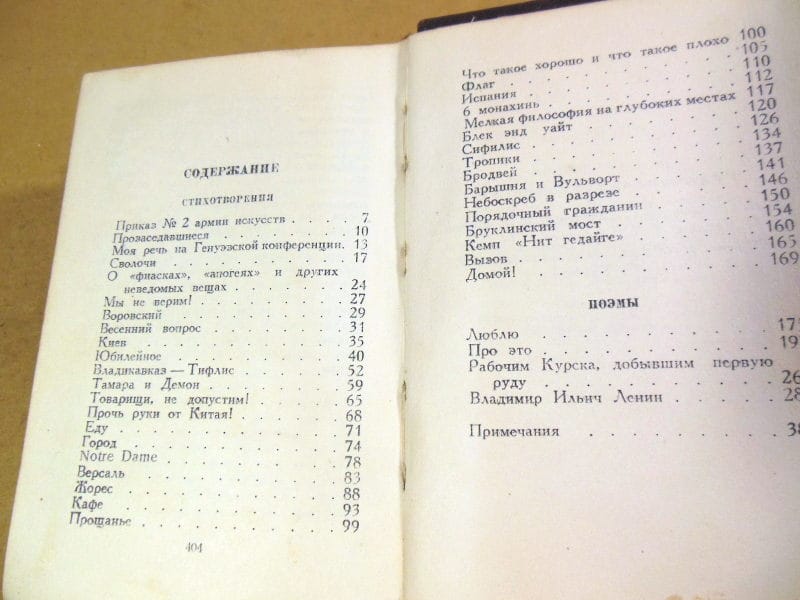 СОДЕРЖАНИЕ
СТИХОТВОРЕНИЯ
Приказ № 2 армии искусств . . . . 7
Прозаседавшиеся . . . . . . . 10
Моя речь на Генуэзской конференции. 13
Сволочи . . . . . . . . . 17
О «фиасках», «апогеях» и других
неведомых вещах . . . . . . 24
Мы не верим! . . . . . . . 27
Воровский . . . . . . . . 29
Весенний вопрос . . . . . . 31
Киев . . . . . . . . . . 35
Юбилейное . . . . . . . . 40
Владикавказ — Тифлис . . . . . 52
Тамара и Демон . . . . . . 59
Товарищи, не допустим! . . . . 65
Прочь руки от Китая! . . . . . 68
Еду . . . . . . . . . . 71
Город . . . . . . . . . 74
Notre Dame . . . . . . . . 78
Версаль . . . . . . . . . 83
Жорес . . . . . . . . . 88
Кафе . . . . . . . . . . 93
Прощанье . . . . . . . . 99
404
Что такое хорошо и что такое плохо 100
Флаг . . . . . . . . . 105
Испания . . . . . . . . 110
6 монахинь . . . . . . . 112
Мелкая философия на глубоких местах 117
Блек энд уайт . . . . . . 120
Сифилис . . . . . . . . 126
Тропики . . . . . . . . 134
Бродвей . . . . . . . . 137
Барышня и Вульворт . . . . 141
Небоскреб в разрезе . . . . 146
Порядочный гражданин . . . . 150
Бруклинский мост . . . . . 154
Кемп «Нит гедайге» . . . . . 160
Вызов . . . . . . . . . 165
Домой! . . . . . . . . . 169
ПОЭМЫ
Люблю . . . . . . . . .
Про это . . . . . . . .
Рабочим Курска, добывшим первую
руду . . . . . . . . .
Владимир Ильич Ленин . . . . .
Примечания . . . . . . .